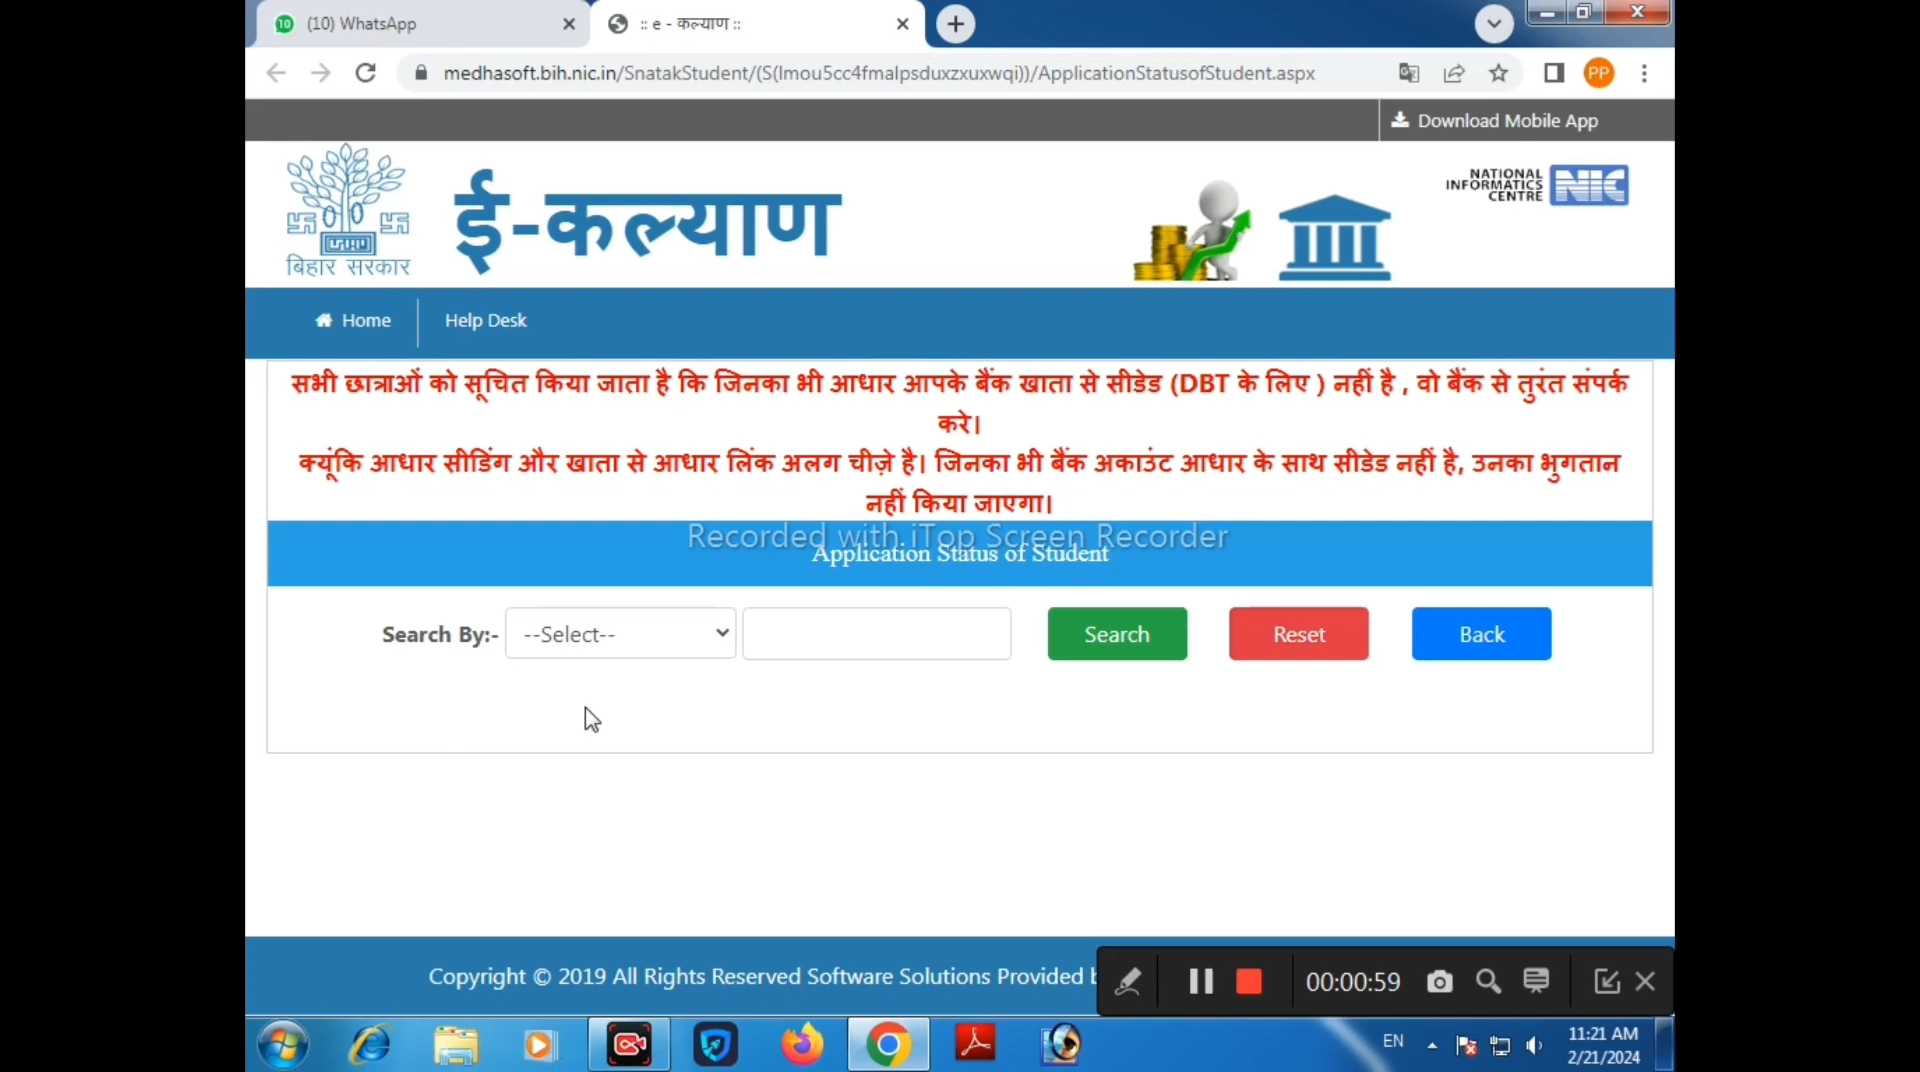 (10) WhatsApp
:: e - कल्याण ::
medhasoft.bih.nic.in/SnatakStudent/(S(lmou5cc4fmalpsduxzxuxwqi))/ApplicationStatusofStudent.aspx
PP
Download Mobile App
बिहार सरकार
ई-कल्याण
NATIONAL
INFORMATICS
CENTRE
NIC
Home
Help Desk
सभी छात्राओं को सूचित किया जाता है कि जिनका भी आधार आपके बैंक खाता से सीडेड (DBT के लिए ) नहीं है , वो बैंक से तुरंत संपर्क
करे।
क्यूंकि आधार सीडिंग और खाता से आधार लिंक अलग चीज़े है। जिनका भी बैंक अकाउंट आधार के साथ सीडेड नहीं है, उनका भुगतान
नहीं किया जाएगा।
Recorded with iTop Screen Recorder
Application Status of Student
Search By:-
--Select--
Search
Reset
Back
Copyright © 2019 All Rights Reserved Software Solutions Provided
00:00:59
EN
11:21 AM
2/21/2024